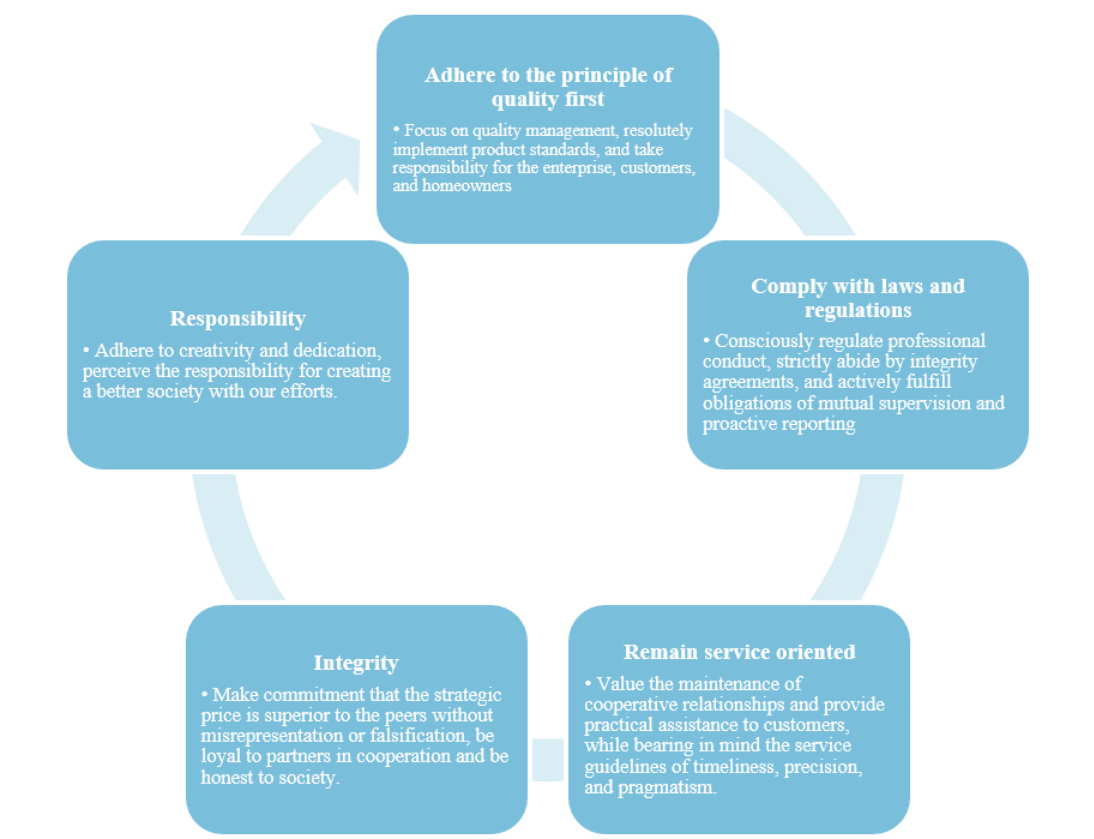 Adhere to the principle of
quality first
• Focus on quality management, resolutely
implement product standards, and take
responsibility for the enterprise, customers,
and homeowners
Comply with laws and
regulations
• Consciously regulate professional
conduct, strictly abide by integrity
agreements, and actively fulfill
obligations of mutual supervision and
proactive reporting
Remain service oriented
• Value the maintenance of
cooperative relationships and provide
practical assistance to customers,
while bearing in mind the service
guidelines of timeliness, precision,
and pragmatism.
Integrity
• Make commitment that the strategic
price is superior to the peers without
misrepresentation or falsification, be
loyal to partners in cooperation and be
honest to society.
Responsibility
• Adhere to creativity and dedication,
perceive the responsibility for creating
a better society with our efforts.